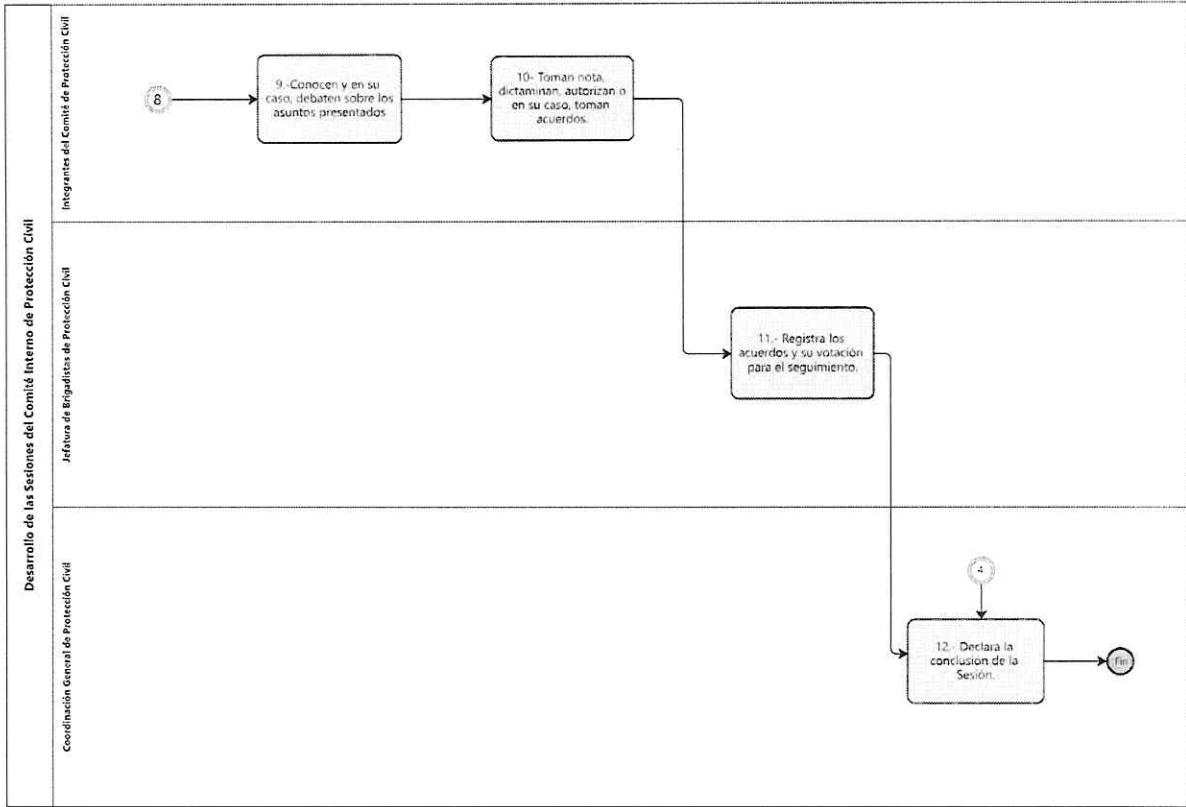 Desarrollo de las Sesiones del Comité Interno de Protección Civil
Integrantes del Comité de Protección Civil
8
9.-Conocen y en su
caso, debaten sobre los
asuntos presentados
10- Toman nota,
dictaminan, autorizan o
en su caso, toman
acuerdos.
Jefatura de Brigadistas de Protección Civil
11.- Registra los
acuerdos y su votación
para el seguimiento.
Coordinación General de Protección Civil
4
12.- Declara la
conclusión de la
Sesión.
Fin